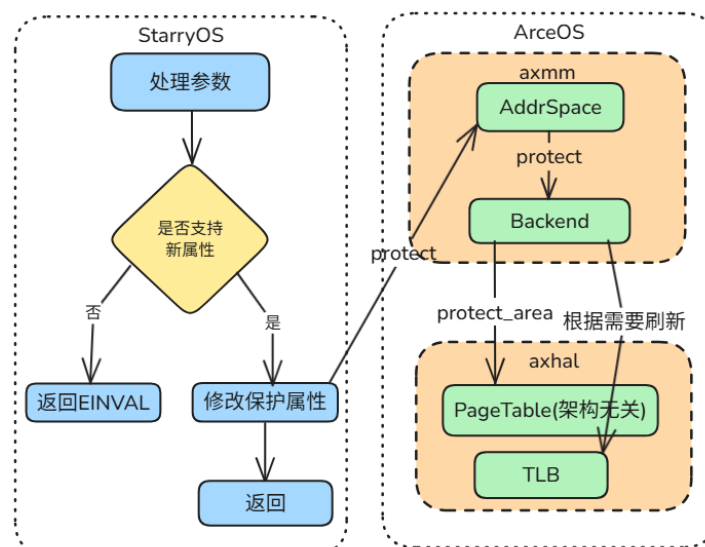 StarryOS
处理参数
是否支持
新属性
否
是
返回EINVAL
修改保护属性
返回
protect
ArceOS
axmm
AddrSpace
protect
Backend
protect_area
根据需要刷新
axhal
PageTable(架构无关)
TLB